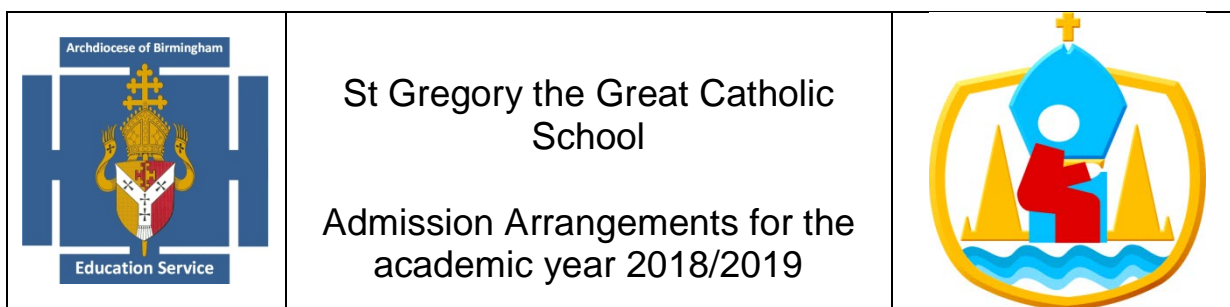 Archdiocese of Birmingham
Education Service
St Gregory the Great Catholic
School
Admission Arrangements for the
academic year 2018/2019